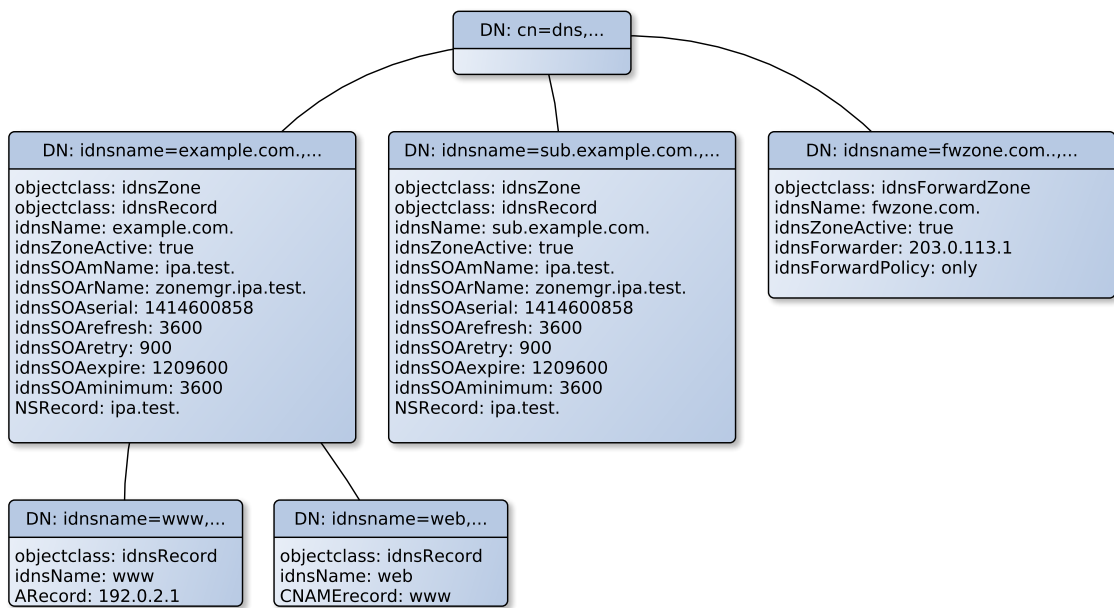 DN: cn=dns,...
DN: idnsname=example.com.,...
objectclass: idnsZone
objectclass: idnsRecord
idnsName: example.com.
idnsZoneActive: true
idnsSOAmName: ipa.test.
idnsSOArName: zonemgr.ipa.test.
idnsSOAserial: 1414600858
idnsSOArefresh: 3600
idnsSOAretry: 900
idnsSOAexpire: 1209600
idnsSOAminimum: 3600
NSRecord: ipa.test.
DN: idnsname=sub.example.com.,...
objectclass: idnsZone
objectclass: idnsRecord
idnsName: sub.example.com.
idnsZoneActive: true
idnsSOAmName: ipa.test.
idnsSOArName: zonemgr.ipa.test.
idnsSOAserial: 1414600858
idnsSOArefresh: 3600
idnsSOAretry: 900
idnsSOAexpire: 1209600
idnsSOAminimum: 3600
NSRecord: ipa.test.
DN: idnsname=fwzone.com..,...
objectclass: idnsForwardZone
idnsName: fwzone.com.
idnsZoneActive: true
idnsForwarder: 203.0.113.1
idnsForwardPolicy: only
DN: idnsname=www,...
objectclass: idnsRecord
idnsName: www
ARecord: 192.0.2.1
DN: idnsname=web,...
objectclass: idnsRecord
idnsName: web
CNAMErecord: www